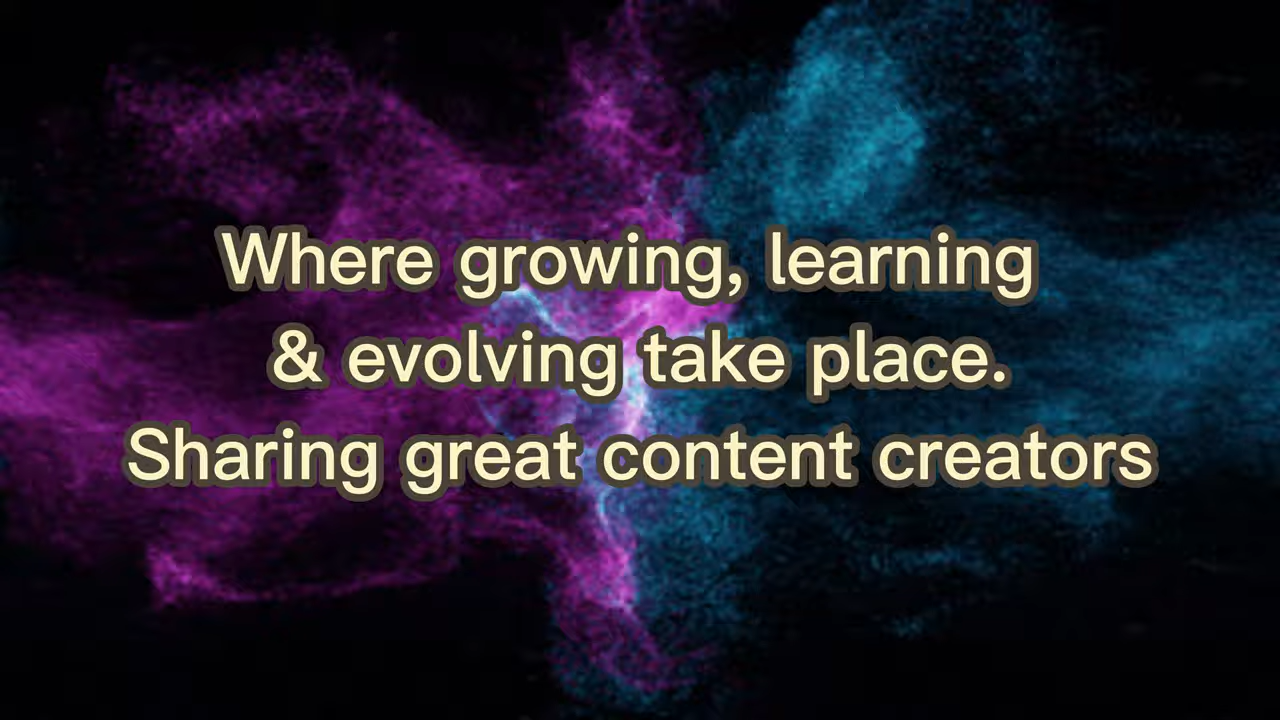 Where growing, learning
& evolving take place.
Sharing great content creators